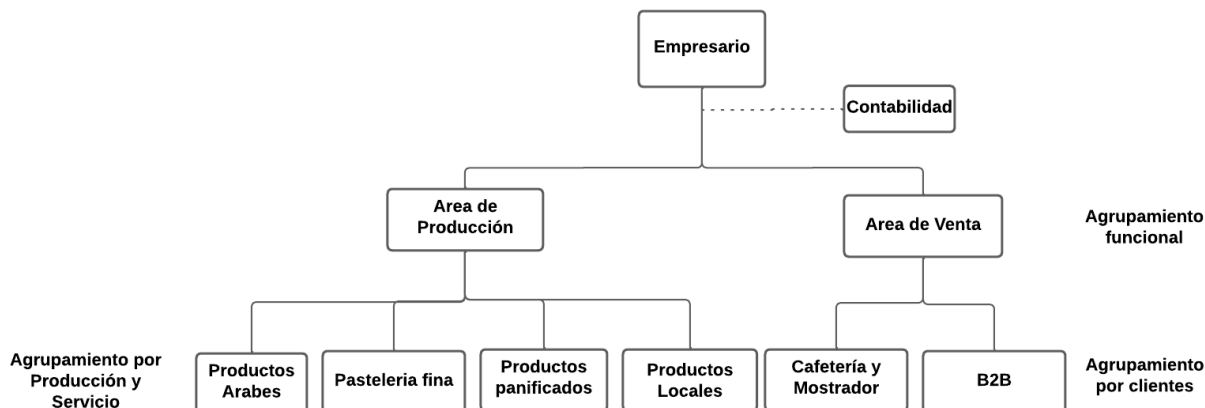 Empresario
Contabilidad
Area de
Producción
Area de Venta
Agrupamiento
funcional
Agrupamiento por
Producción y
Servicio
Productos
Arabes
Pasteleria fina
Productos
panificados
Productos
Locales
Cafetería y
Mostrador
B2B
Agrupamiento
por clientes